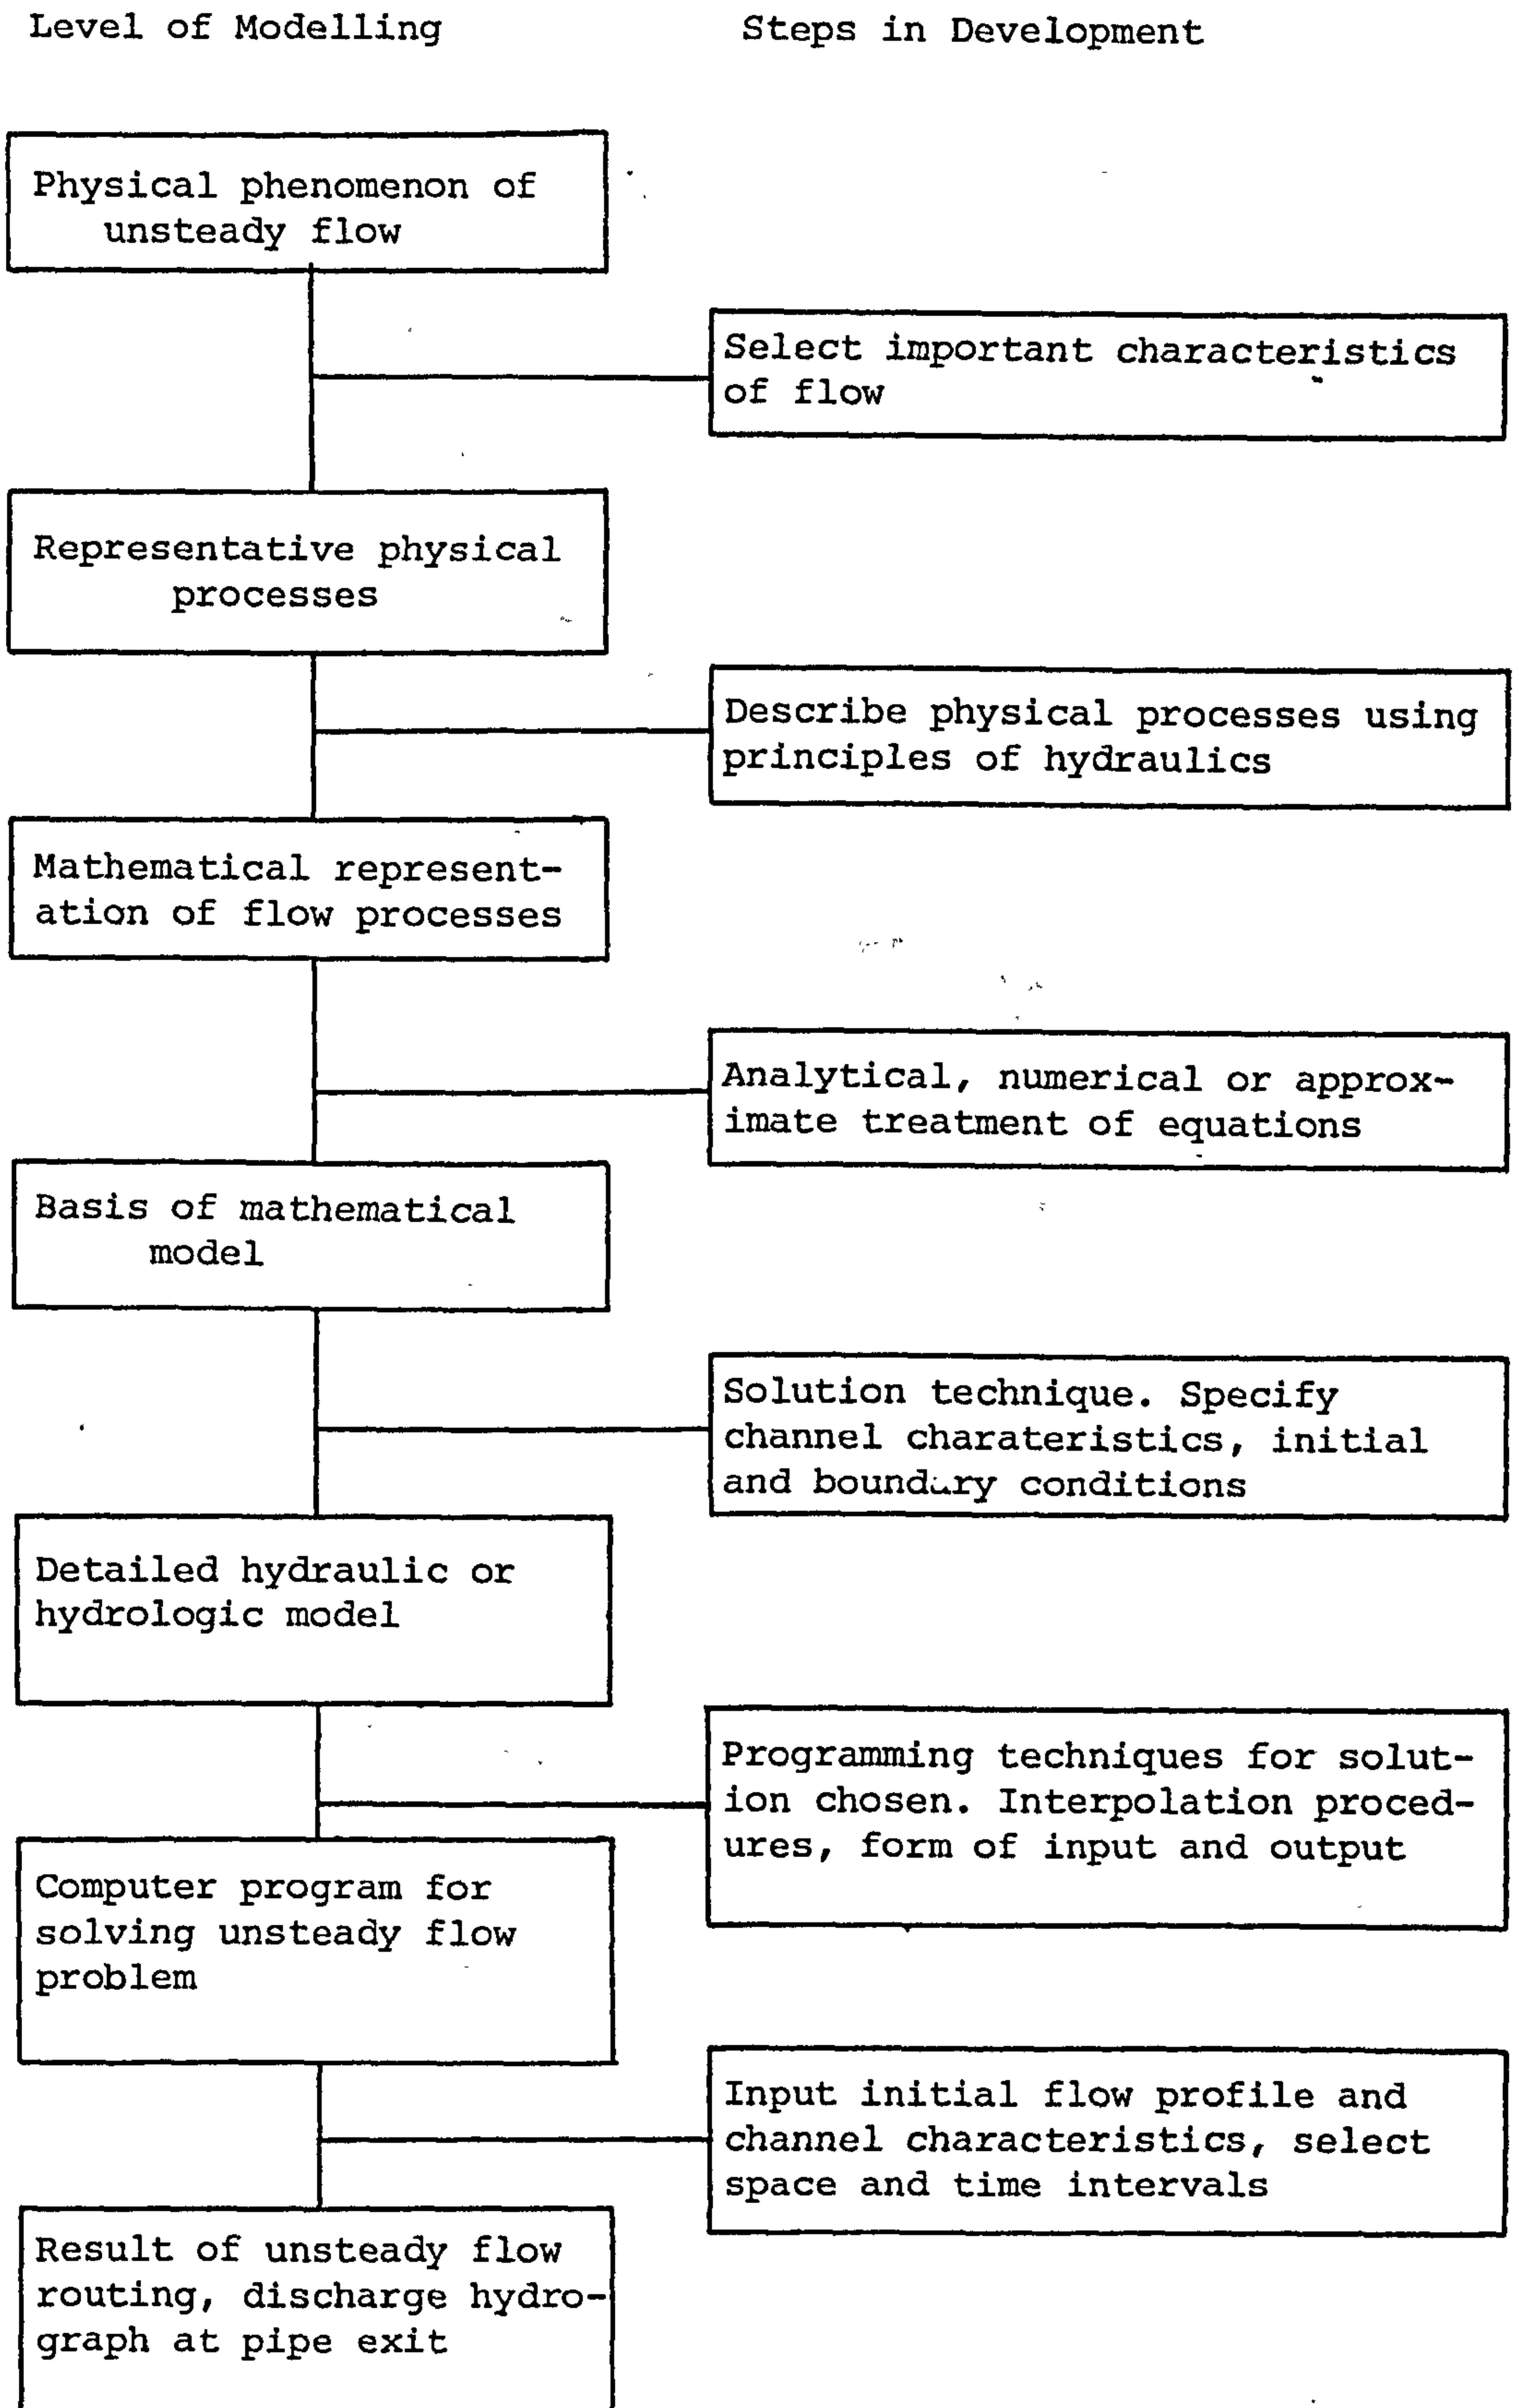 Level of Modelling
Steps in Development
Physical phenomenon of
unsteady flow
Select important characteristics
of flow
Representative physical
processes
Describe physical processes using
principles of hydraulics
Mathematical represent-
ation of flow processes
Analytical, numerical or approx-
imate treatment of equations
Basis of mathematical
model
Solution technique. Specify
channel charateristics, initial
and boundary conditions
Detailed hydraulic or
hydrologic model
Programming techniques for solut-
ion chosen. Interpolation proced-
ures, form of input and output
Computer program for
solving unsteady flow
problem
Input initial flow profile and
channel characteristics, select
space and time intervals
Result of unsteady flow
routing, discharge hydro-
graph at pipe exit